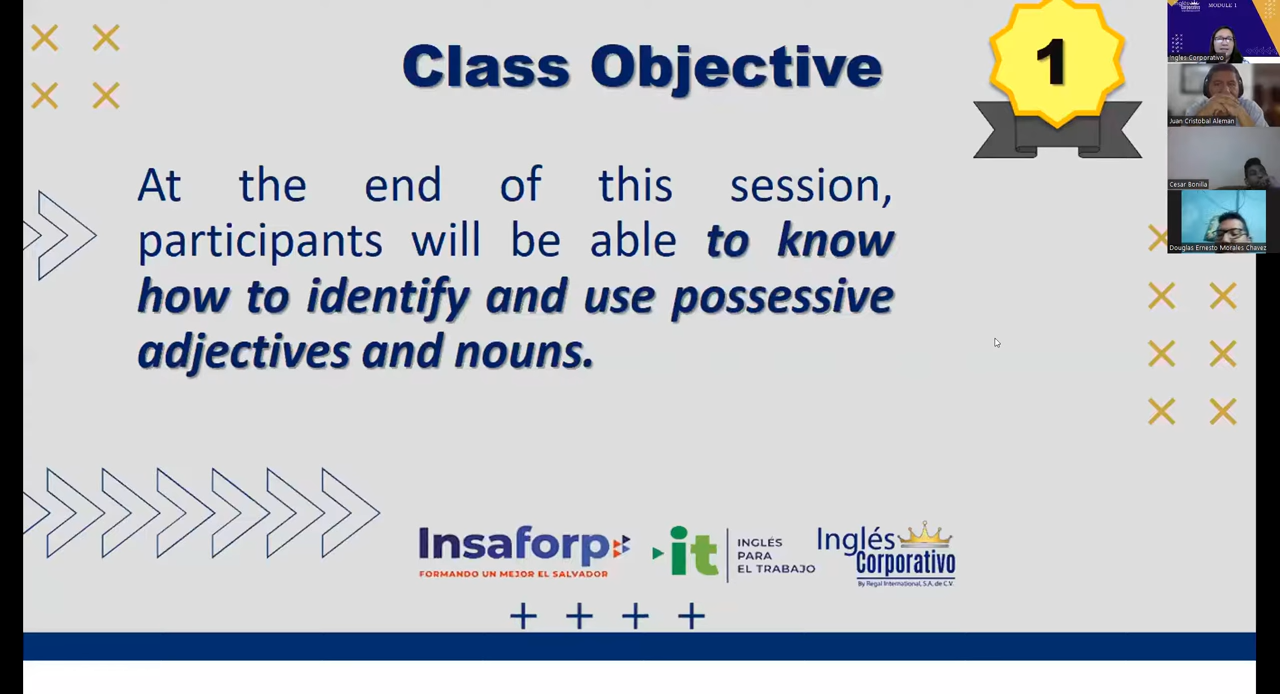 Class Objective
1
At the end of this session,
participants will be able to know
how to identify and use possessive
adjectives and nouns.
Insaforp
FORMANDO UN MEJOR EL SALVADOR
it
INGLÉS
PARA
EL TRABAJO
Inglés
Corporativo
By Regal International, S.A. de C.V.
MODULE 1
Ingles Corporativo
Juan Cristobal Aleman
Cesar Bonilla
Douglas Ernesto Morales Chavez